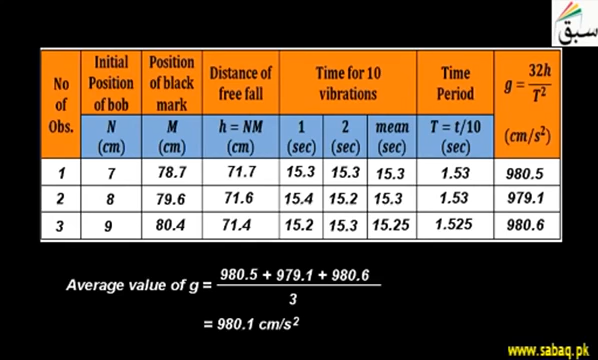 سبق
No of Obs. | Initial Position of bob | Position of black mark | Distance of free fall | Time for 10 vibrations | Time Period | g = 32h / T²
N (cm) | M (cm) | h = NM (cm) | 1 (sec) | 2 (sec) | mean (sec) | T = t/10 (sec) | (cm/s²)
1 | 7 | 78.7 | 71.7 | 15.3 | 15.3 | 15.3 | 1.53 | 980.5
2 | 8 | 79.6 | 71.6 | 15.4 | 15.2 | 15.3 | 1.53 | 979.1
3 | 9 | 80.4 | 71.4 | 15.2 | 15.3 | 15.25 | 1.525 | 980.6
Average value of g = 980.5 + 979.1 + 980.6 / 3
= 980.1 cm/s²
www.sabaq.pk